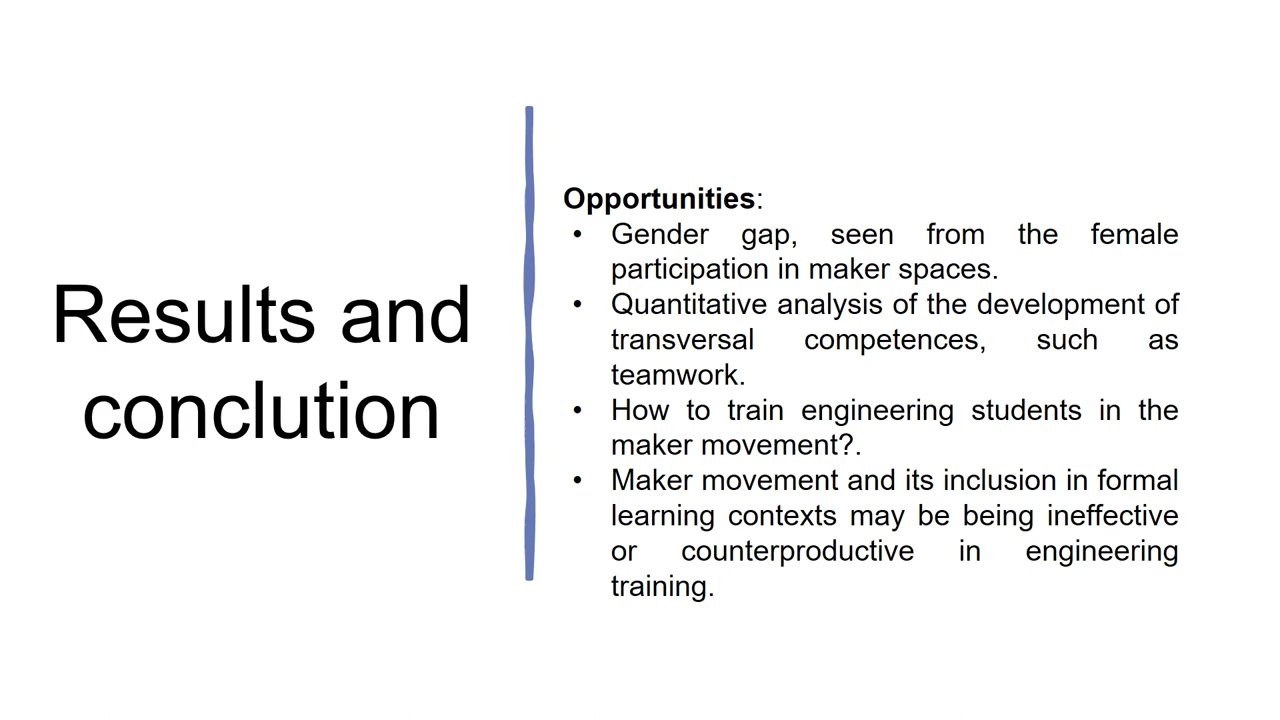 Results and
conclution
Opportunities:
• Gender gap, seen from the female
participation in maker spaces.
• Quantitative analysis of the development of
transversal competences, such as
teamwork.
• How to train engineering students in the
maker movement?.
• Maker movement and its inclusion in formal
learning contexts may be being ineffective
or counterproductive in engineering
training.